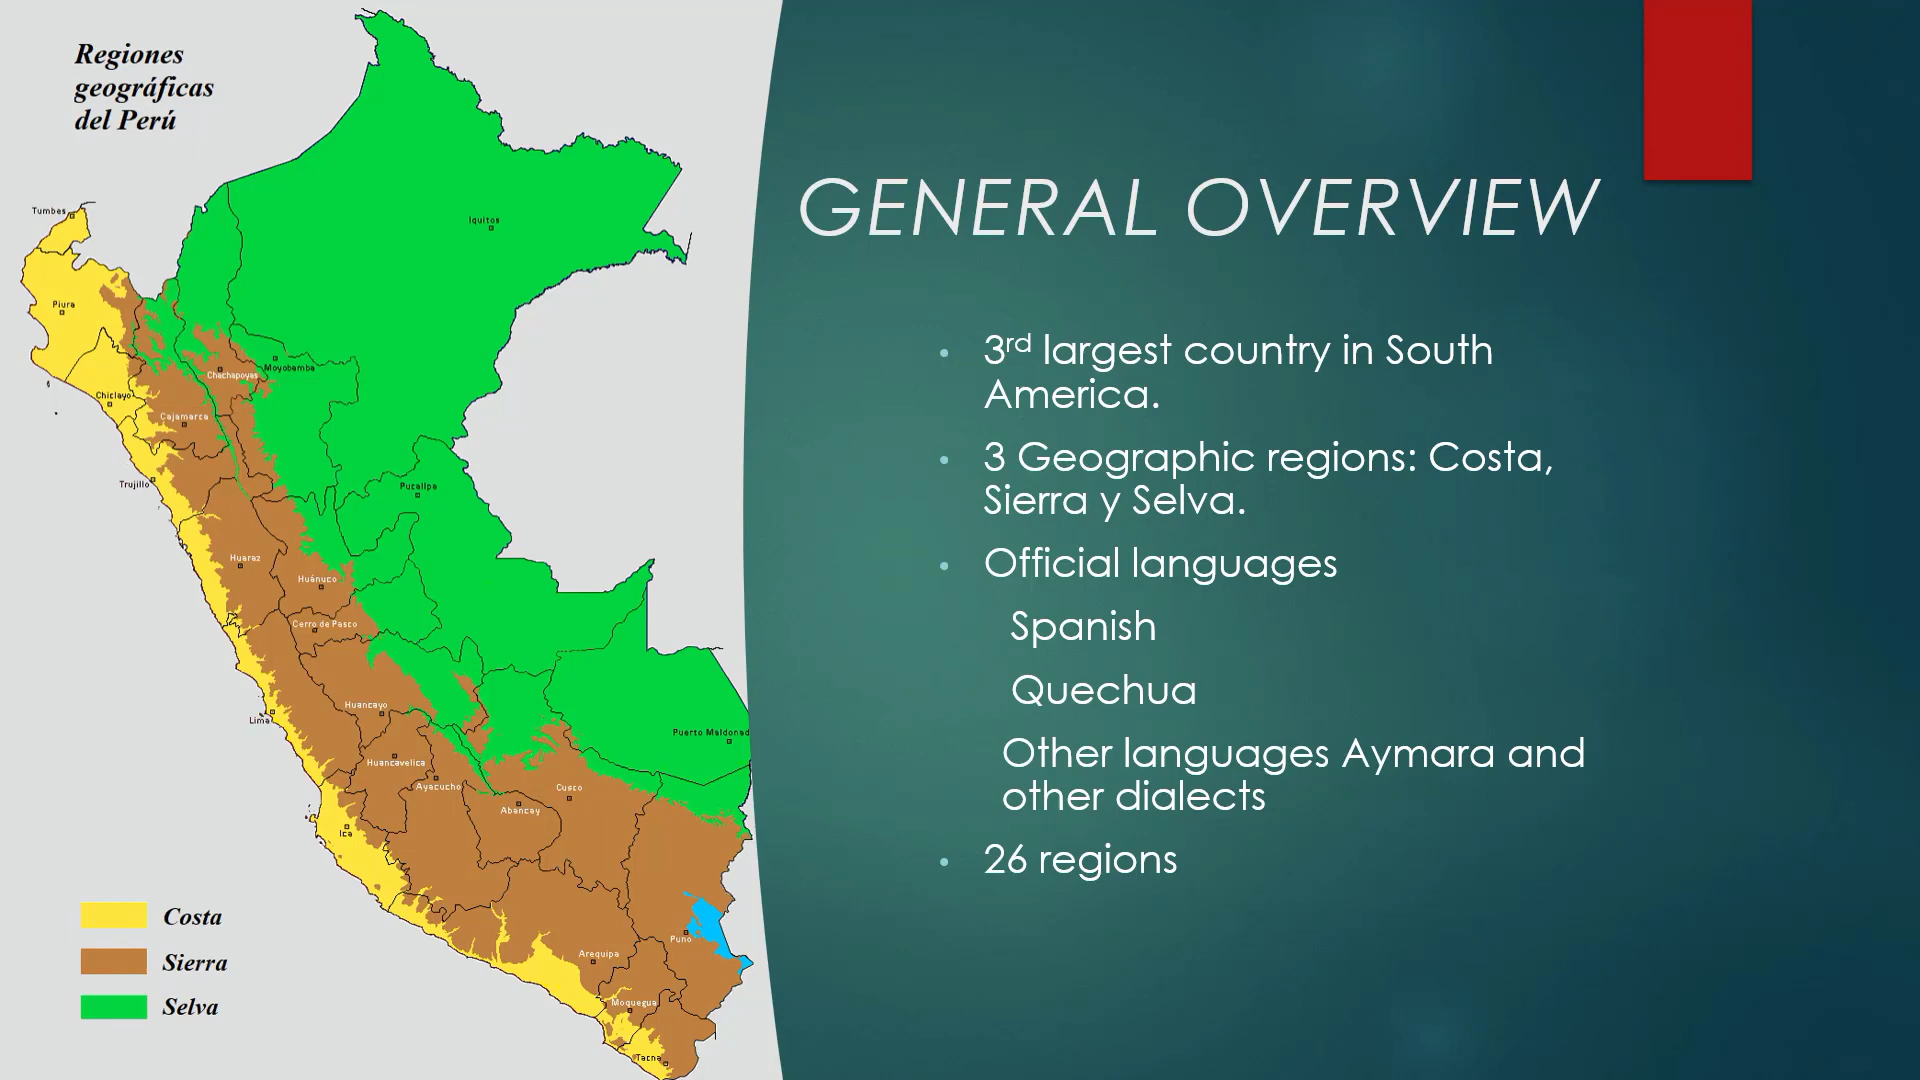 Regiones
geográficas
del Perú
Tumbes
Iquitos
Piura
Moyobamba
Chachapoyas
Chiclayo
Cajamarca
Trujillo
Pucallpa
Huaraz
Huánuco
Cerro de Pasco
Huancayo
Lima
Puerto Maldonad
Huancavelica
Ayacucho
Cusco
Abancay
Ica
Puno
Arequipa
Moquegua
Tacna
Costa
Sierra
Selva
GENERAL OVERVIEW
• 3rd largest country in South
America.
• 3 Geographic regions: Costa,
Sierra y Selva.
• Official languages
Spanish
Quechua
Other languages Aymara and
other dialects
• 26 regions